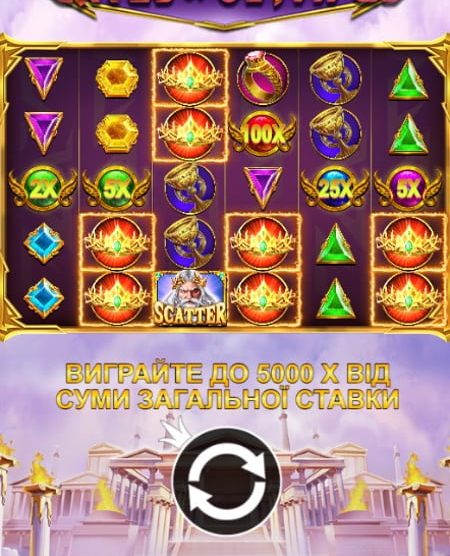 100X
2X 5X 25X 5X
SCATTER
ВИГРАЙТЕ ДО 5000 X ВІД
СУМИ ЗАГАЛЬНОЇ СТАВКИ